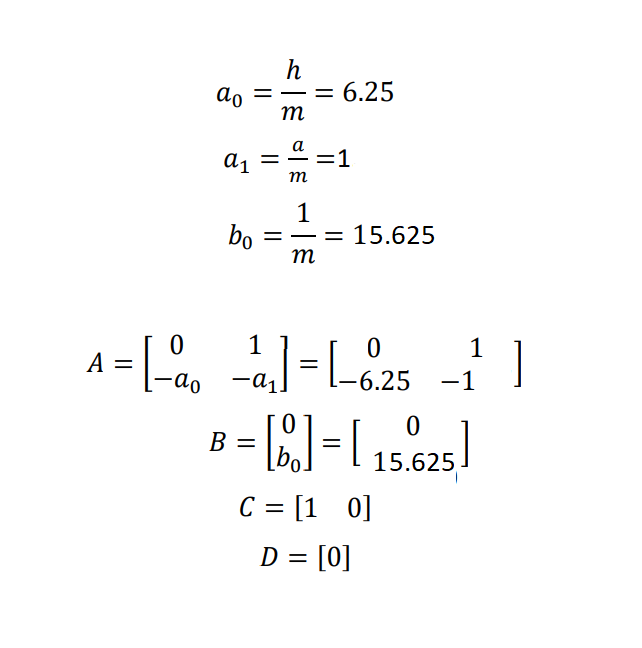 a₀ = h/m = 6.25
a₁ = a/m =1
b₀ = 1/m = 15.625
A = [0 1; −a₀ −a₁] = [0 1; −6.25 −1]
B = [0; b₀] = [0; 15.625]
C = [1 0]
D = [0]